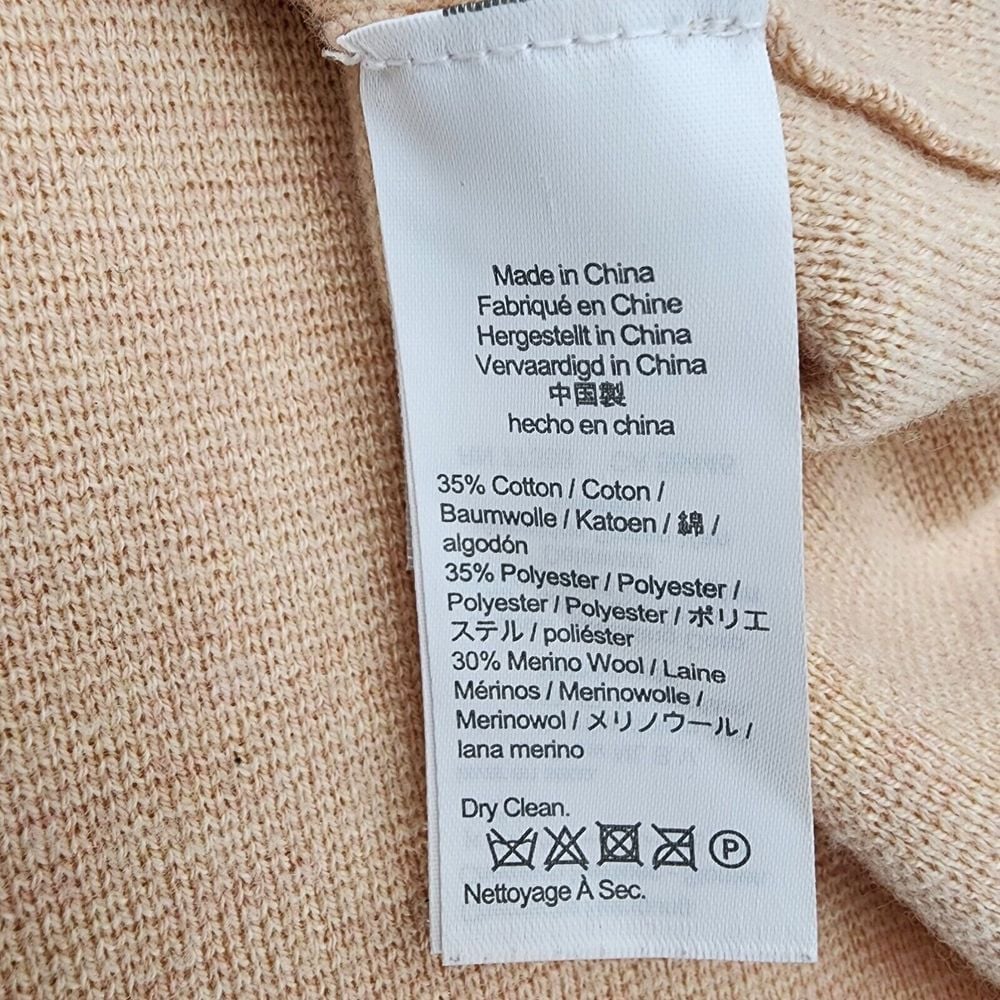 Made in China
Fabriqué en Chine
Hergestellt in China
Vervaardigd in China
中国製
hecho en china
35% Cotton / Coton /
Baumwolle / Katoen / 綿 /
algodón
35% Polyester / Polyester /
Polyester / Polyester / ポリエ
ステル / poliéster
30% Merino Wool / Laine
Mérinos / Merinowolle /
Merinowol / メリノウール /
lana merino
Dry Clean.
P
Nettoyage À Sec.